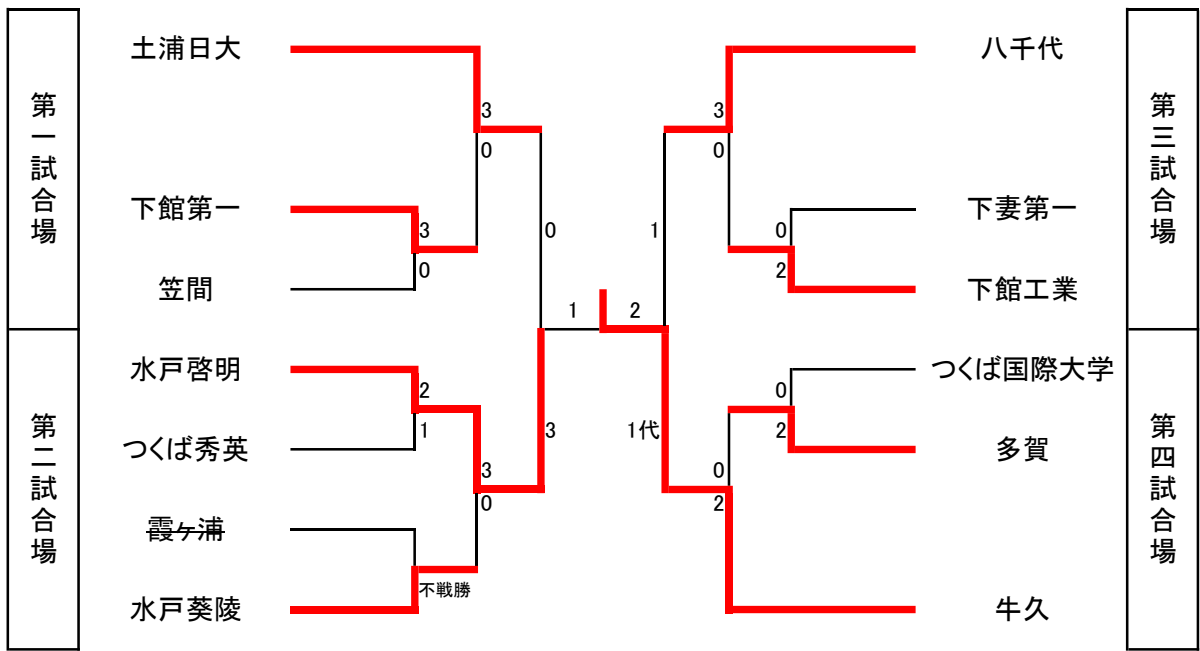 第一試合場
土浦日大
3
0
下館第一
3
0
笠間
0
第二試合場
水戸啓明
2
1
つくば秀英
3
0
霞ヶ浦
不戦勝
水戸葵陵
3
1
2
第三試合場
八千代
3
0
下妻第一
0
2
下館工業
1
第四試合場
つくば国際大学
0
2
多賀
0
2
牛久
1代